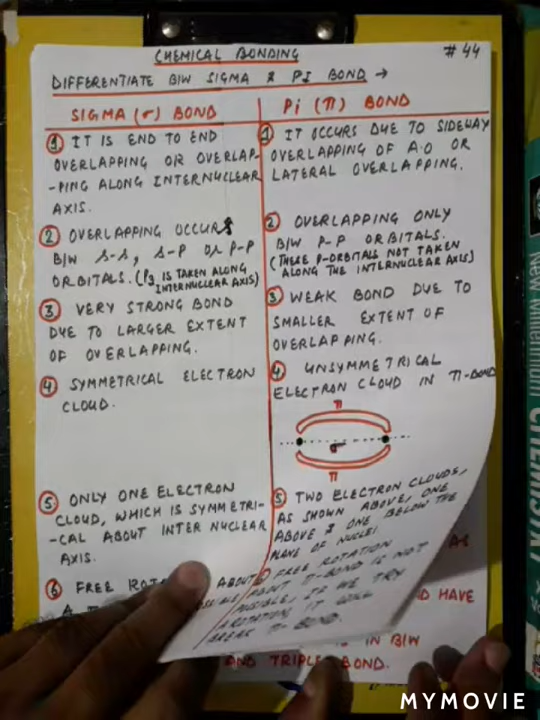 CHEMICAL BONDING
# 44
DIFFERENTIATE B/W SIGMA & PI BOND →
SIGMA (σ) BOND
① IT IS END TO END
OVERLAPPING OR OVERLAP-
-PING ALONG INTERNUCLEAR
AXIS.
② OVERLAPPING OCCURS
B/W s-s, s-p or p-p
ORBITALS. (P3 IS TAKEN ALONG
INTERNUCLEAR AXIS)
③ VERY STRONG BOND
DUE TO LARGER EXTENT
OF OVERLAPPING.
④ SYMMETRICAL ELECTRON
CLOUD.
⑤ ONLY ONE ELECTRON
CLOUD, WHICH IS SYMMETRI-
-CAL ABOUT INTER NUCLEAR
AXIS.
⑥ FREE ABOUT
Pi (π) BOND
① IT OCCURS DUE TO SIDEWAY
OVERLAPPING OF A.O OR
LATERAL OVERLAPPING.
② OVERLAPPING ONLY
B/W P-P ORBITALS.
(THERE P-ORBITALS NOT TAKEN
ALONG THE INTERNUCLEAR AXIS)
③ WEAK BOND DUE TO
SMALLER EXTENT OF
OVERLAPPING.
④ UNSYMMETRICAL
ELECTRON CLOUD IN π-BOND
π
σ
π
⑤ TWO ELECTRON CLOUDS,
AS SHOWN ABOVE, ONE
ABOVE & ONE BELOW THE
PLANE OF NUCLEI.
FREE ROTATION
ABOUT π-BOND IS NOT
POSSIBLE, IF WE TRY
ROTATION IT WILL
BREAK π-BOND.
AS
HAVE
IN B/W
AND TRIPLE BOND.
New Millennium
CHEMISTRY
MYMOVIE